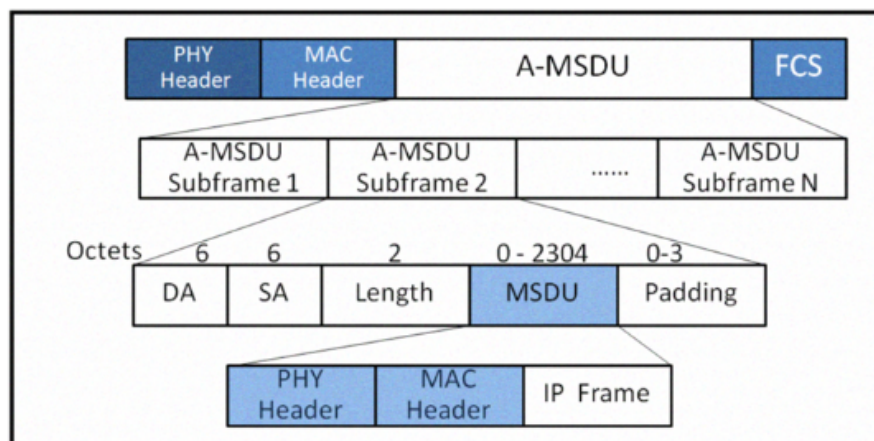 PHY
Header
MAC
Header
A-MSDU
FCS
A-MSDU
Subframe 1
A-MSDU
Subframe 2
......
A-MSDU
Subframe N
Octets 6 6 2 0 - 2304 0-3
DA SA Length MSDU Padding
PHY
Header
MAC
Header
IP Frame